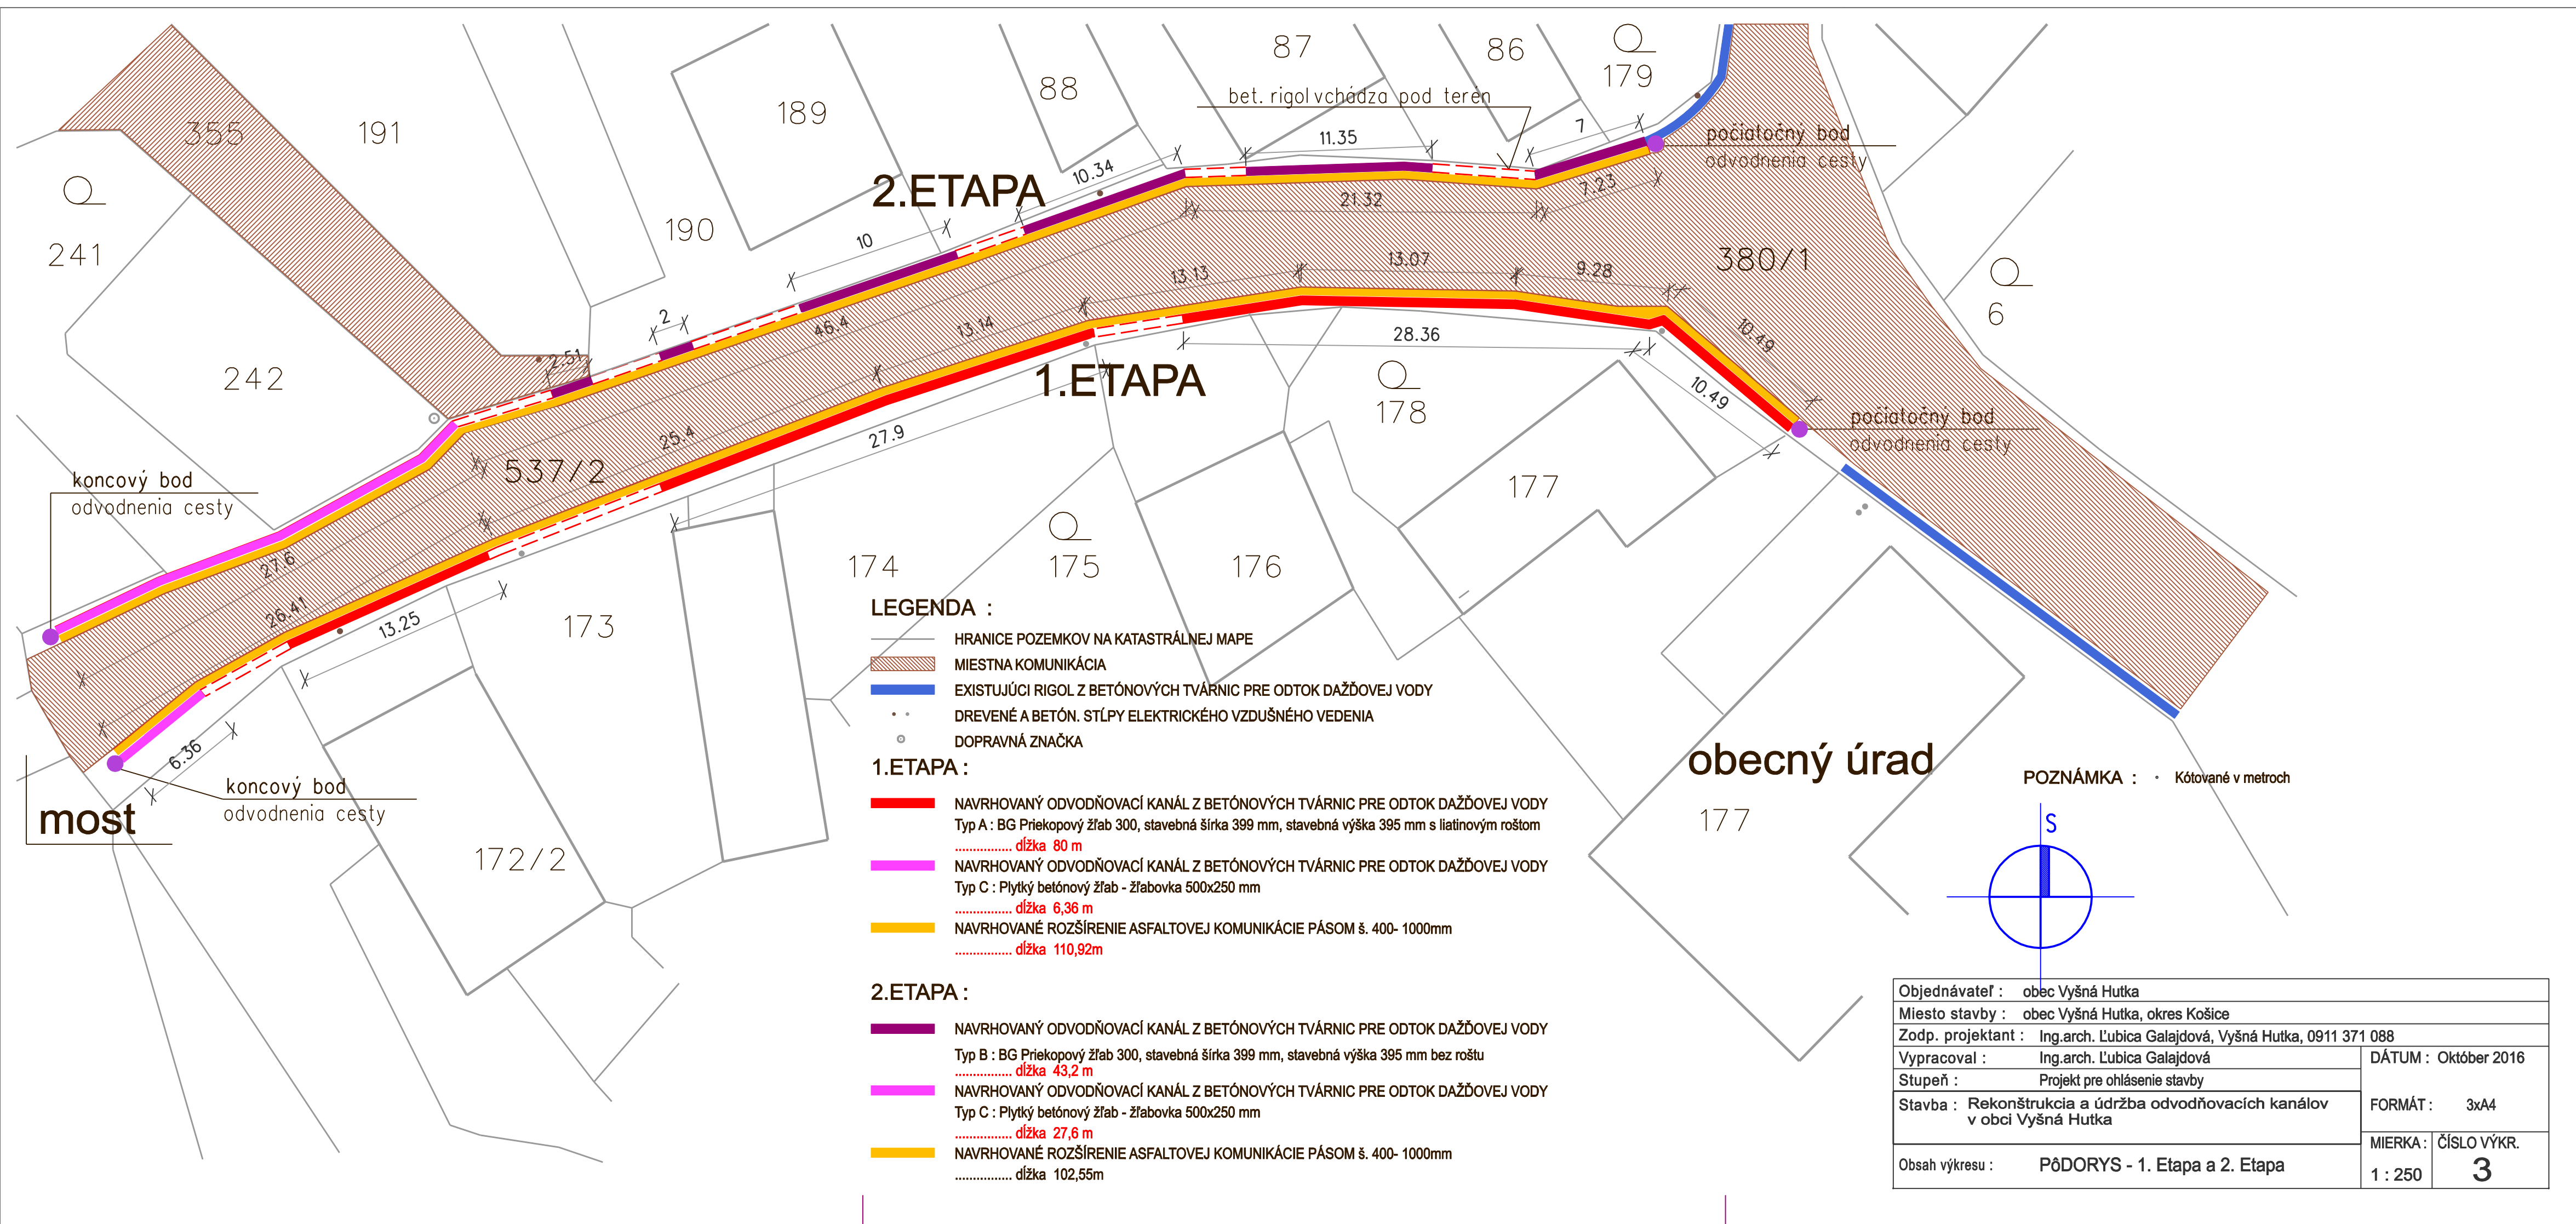 355
191
189
88
87
86
179
bet. rigol vchádza pod terén
počiatočný bod
odvodnenia cesty
7
11.35
10.34
2.ETAPA
7.23
21.32
241
190
10
380/1
13.13
13.07
9.28
6
2
46.4
13.14
10.49
2.51
242
28.36
1.ETAPA
178
10.49
počiatočný bod
odvodnenia cesty
25.4
27.9
537/2
koncový bod
odvodnenia cesty
177
27.6
174
175
176
26.41
13.25
173
6.36
koncový bod
odvodnenia cesty
most
172/2
obecný úrad
177
POZNÁMKA : • Kótované v metroch
S
LEGENDA :
HRANICE POZEMKOV NA KATASTRÁLNEJ MAPE
MIESTNA KOMUNIKÁCIA
EXISTUJÚCI RIGOL Z BETÓNOVÝCH TVÁRNIC PRE ODTOK DAŽĎOVEJ VODY
DREVENÉ A BETÓN. STĹPY ELEKTRICKÉHO VZDUŠNÉHO VEDENIA
DOPRAVNÁ ZNAČKA
1.ETAPA :
NAVRHOVANÝ ODVODŇOVACÍ KANÁL Z BETÓNOVÝCH TVÁRNIC PRE ODTOK DAŽĎOVEJ VODY
Typ A : BG Priekopový žľab 300, stavebná šírka 399 mm, stavebná výška 395 mm s liatinovým roštom
................ dĺžka 80 m
NAVRHOVANÝ ODVODŇOVACÍ KANÁL Z BETÓNOVÝCH TVÁRNIC PRE ODTOK DAŽĎOVEJ VODY
Typ C : Plytký betónový žľab - žľabovka 500x250 mm
................ dĺžka 6,36 m
NAVRHOVANÉ ROZŠÍRENIE ASFALTOVEJ KOMUNIKÁCIE PÁSOM š. 400- 1000mm
................ dĺžka 110,92m
2.ETAPA :
NAVRHOVANÝ ODVODŇOVACÍ KANÁL Z BETÓNOVÝCH TVÁRNIC PRE ODTOK DAŽĎOVEJ VODY
Typ B : BG Priekopový žľab 300, stavebná šírka 399 mm, stavebná výška 395 mm bez roštu
................ dĺžka 43,2 m
NAVRHOVANÝ ODVODŇOVACÍ KANÁL Z BETÓNOVÝCH TVÁRNIC PRE ODTOK DAŽĎOVEJ VODY
Typ C : Plytký betónový žľab - žľabovka 500x250 mm
................ dĺžka 27,6 m
NAVRHOVANÉ ROZŠÍRENIE ASFALTOVEJ KOMUNIKÁCIE PÁSOM š. 400- 1000mm
................ dĺžka 102,55m
Objednávateľ : obec Vyšná Hutka
Miesto stavby : obec Vyšná Hutka, okres Košice
Zodp. projektant : Ing.arch. Ľubica Galajdová, Vyšná Hutka, 0911 371 088
Vypracoval : Ing.arch. Ľubica Galajdová
DÁTUM : Október 2016
Stupeň : Projekt pre ohlásenie stavby
Stavba : Rekonštrukcia a údržba odvodňovacích kanálov
v obci Vyšná Hutka
FORMÁT : 3xA4
Obsah výkresu : PôDORYS - 1. Etapa a 2. Etapa
MIERKA : 1 : 250
ČÍSLO VÝKR. 3